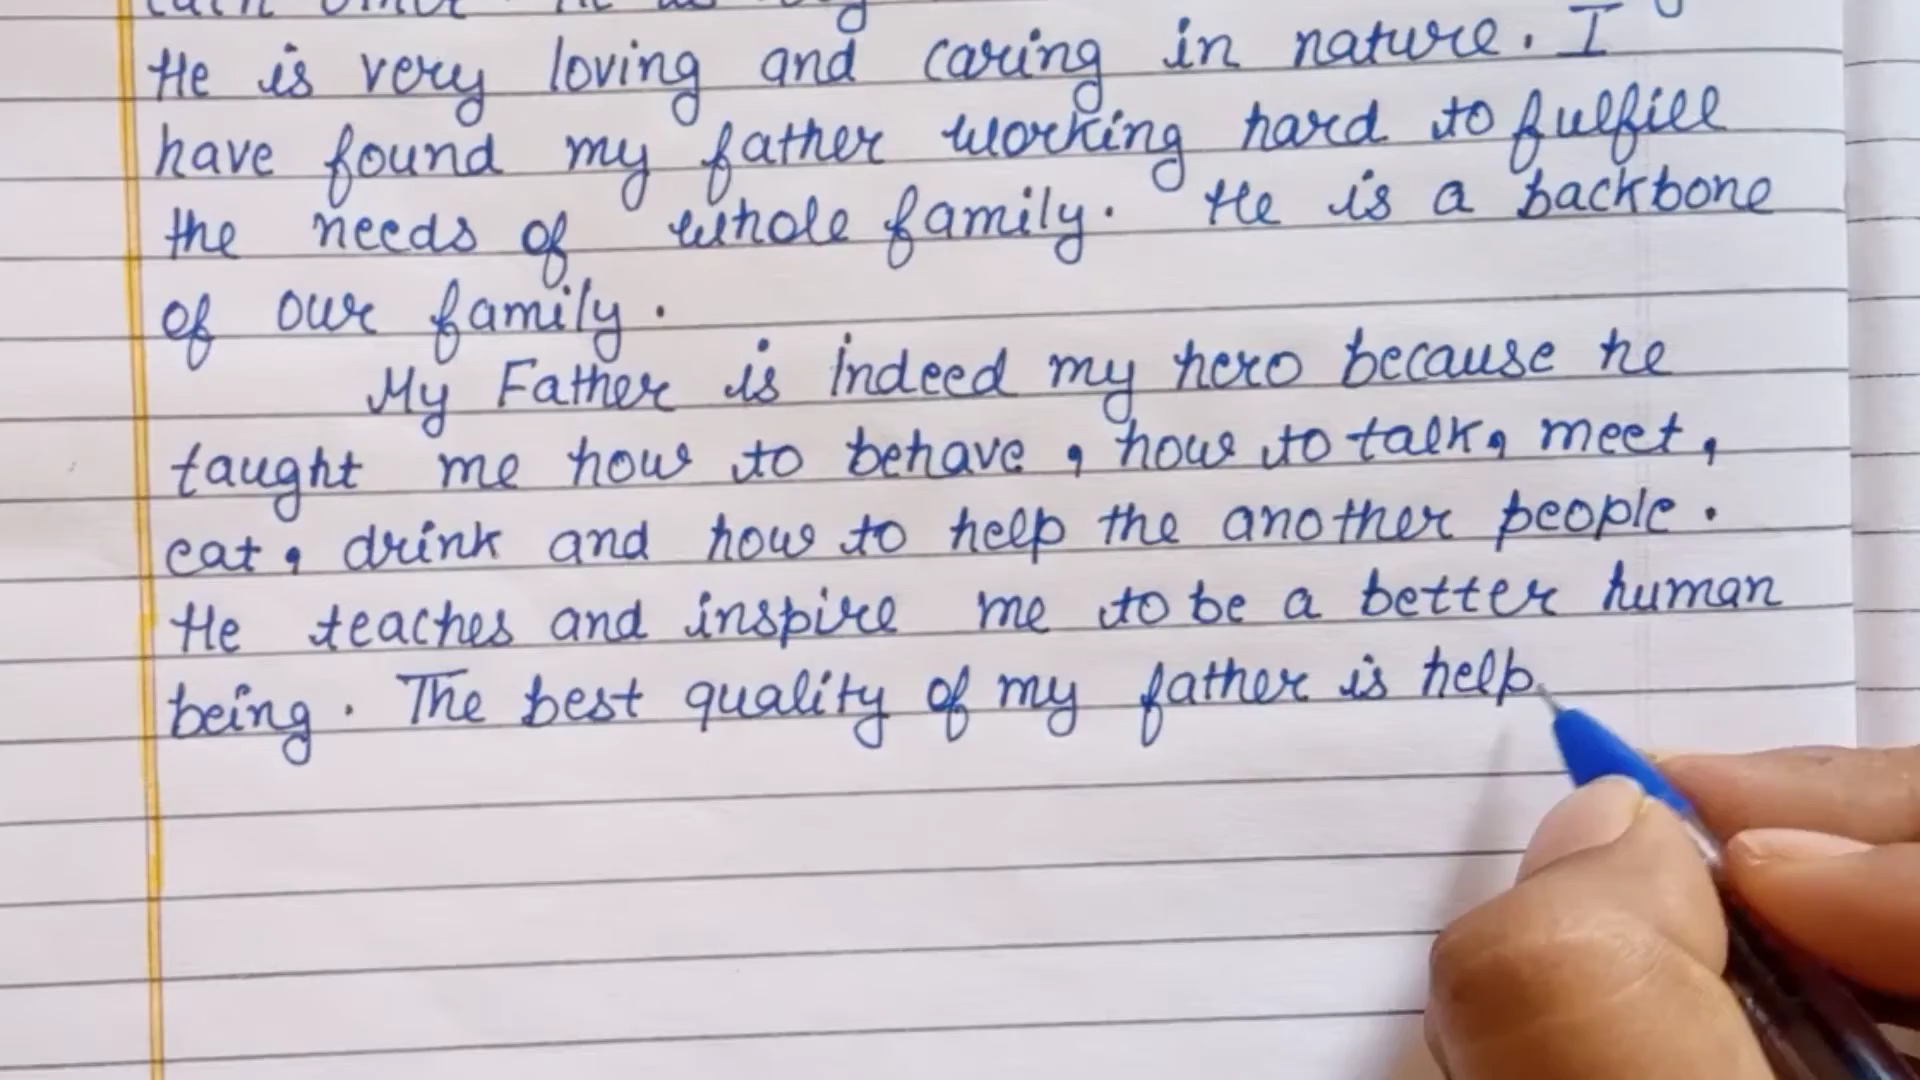 He is very loving and caring in nature. I
have found my father working hard to fulfill
the needs of whole family. He is a backbone
of our family.
My Father is indeed my hero because he
taught me how to behave, how to talk, meet,
eat, drink and how to help the another people.
He teaches and inspire me to be a better human
being. The best quality of my father is help